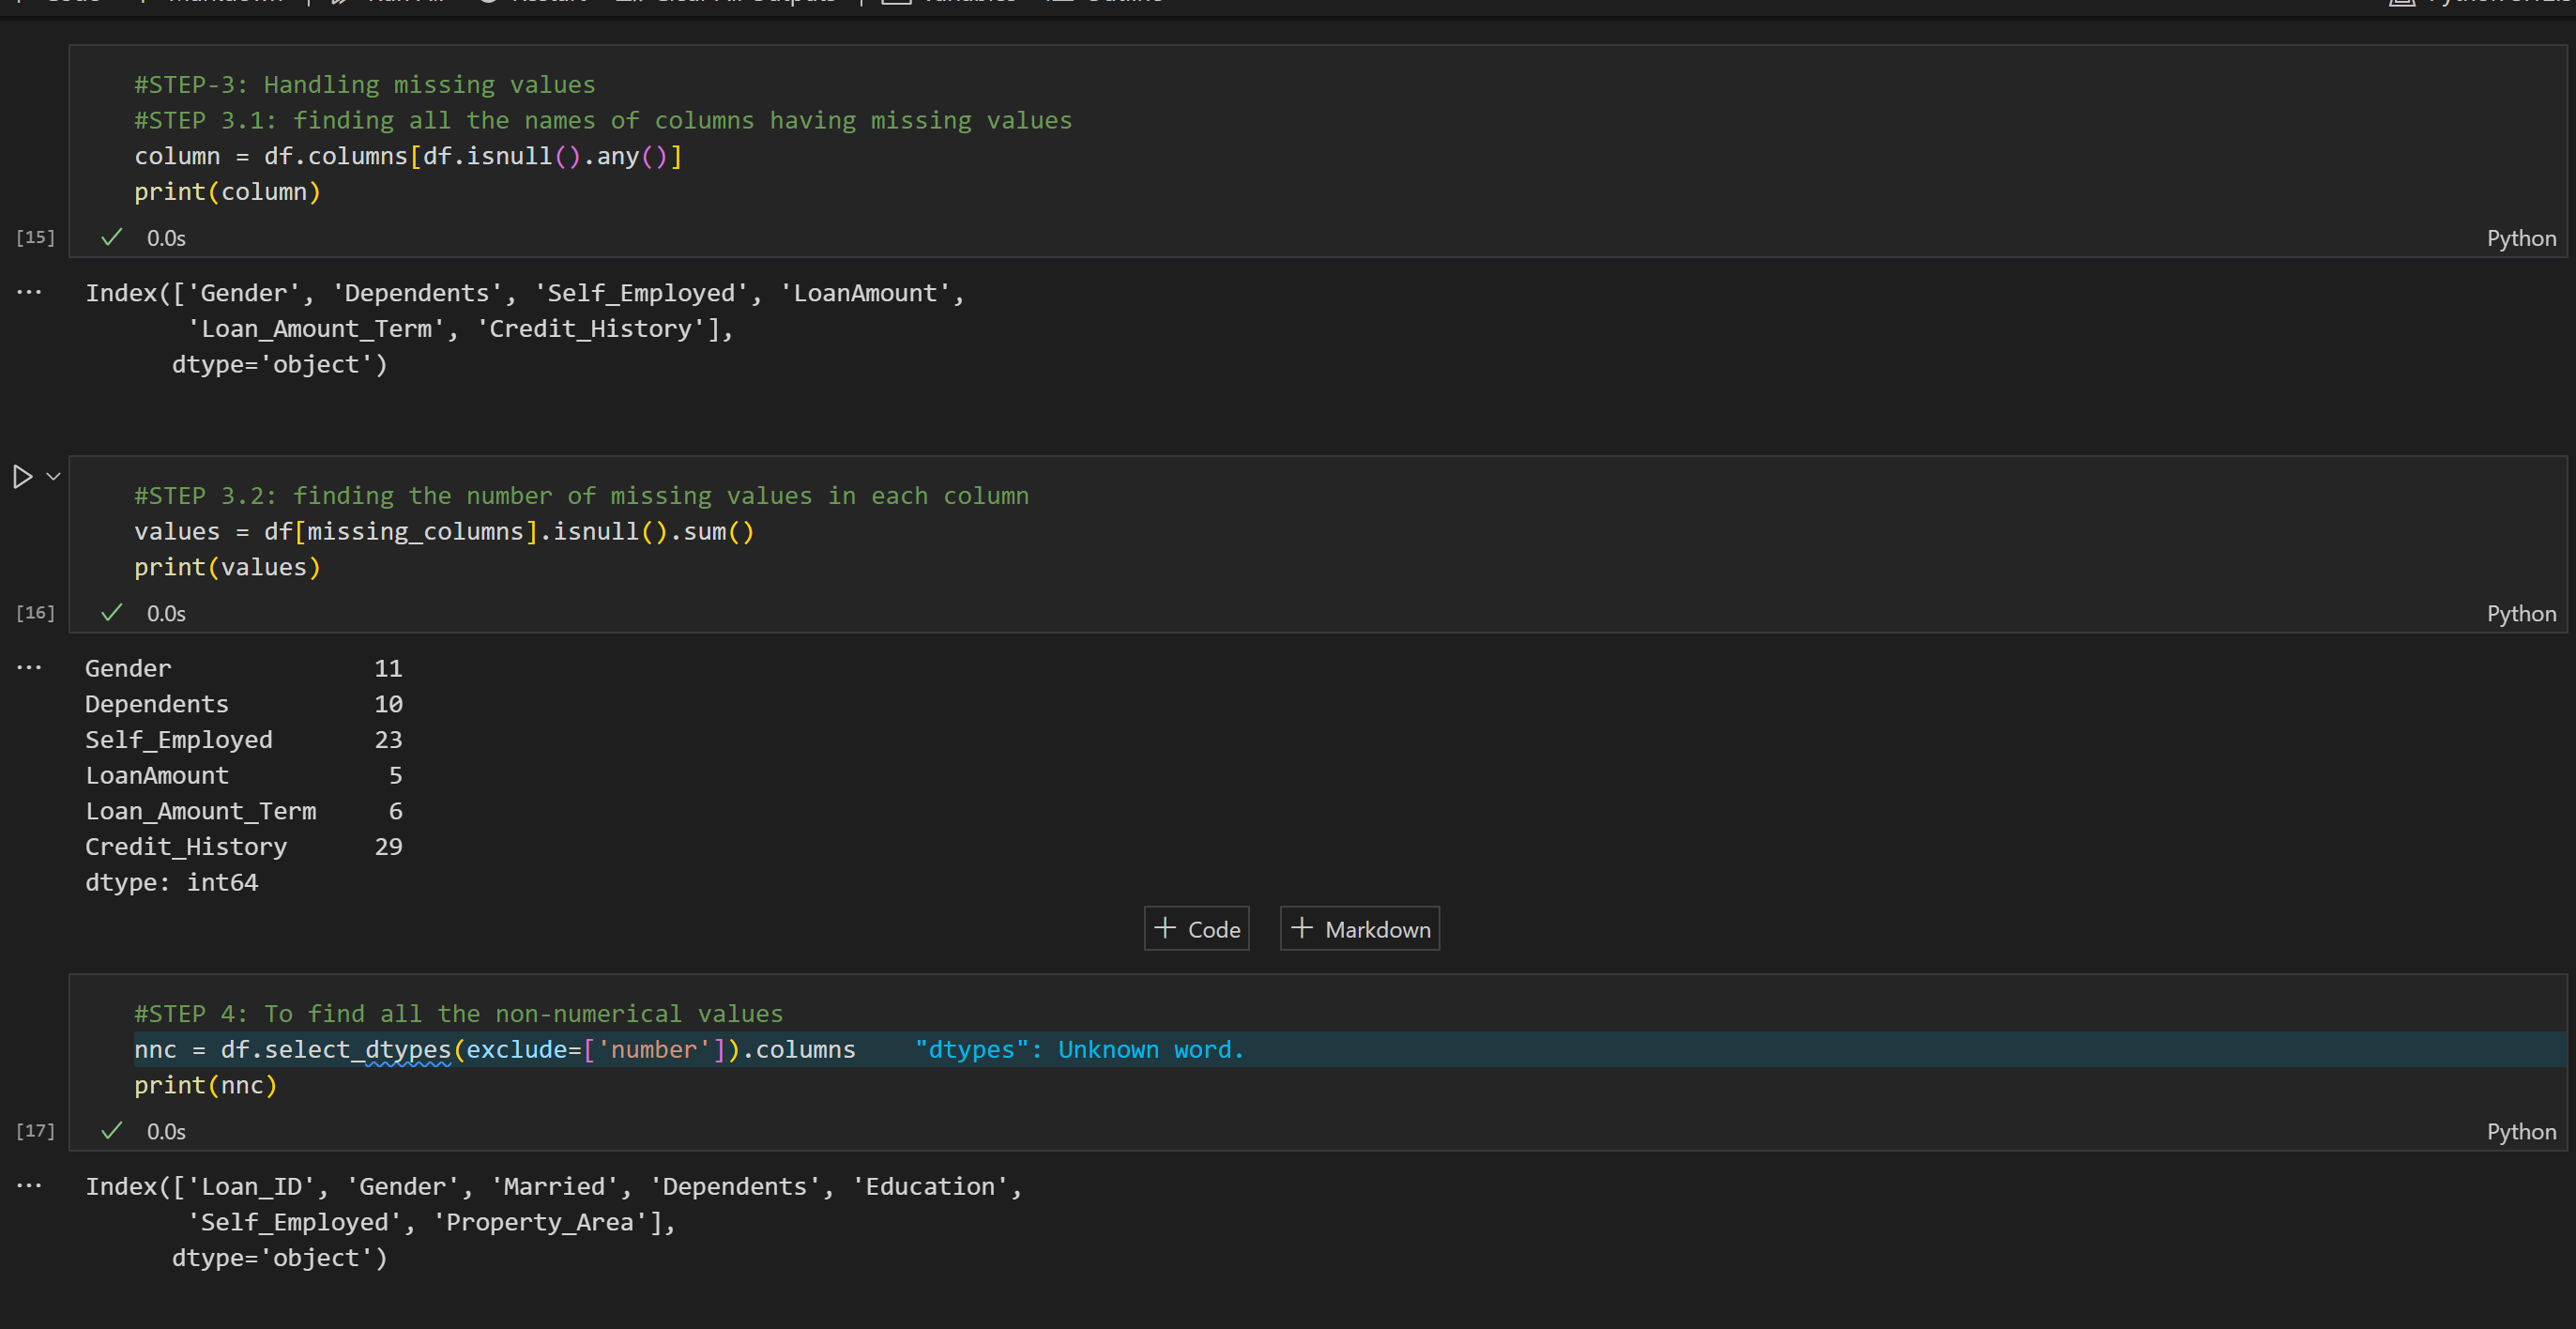 #STEP-3: Handling missing values
#STEP 3.1: finding all the names of columns having missing values
column = df.columns[df.isnull().any()]
print(column)
[15] 0.0s Python
Index(['Gender', 'Dependents', 'Self_Employed', 'LoanAmount',
'Loan_Amount_Term', 'Credit_History'],
dtype='object')
#STEP 3.2: finding the number of missing values in each column
values = df[missing_columns].isnull().sum()
print(values)
[16] 0.0s Python
Gender 11
Dependents 10
Self_Employed 23
LoanAmount 5
Loan_Amount_Term 6
Credit_History 29
dtype: int64
+ Code + Markdown
#STEP 4: To find all the non-numerical values
nnc = df.select_dtypes(exclude=['number']).columns "dtypes": Unknown word.
print(nnc)
[17] 0.0s Python
Index(['Loan_ID', 'Gender', 'Married', 'Dependents', 'Education',
'Self_Employed', 'Property_Area'],
dtype='object')